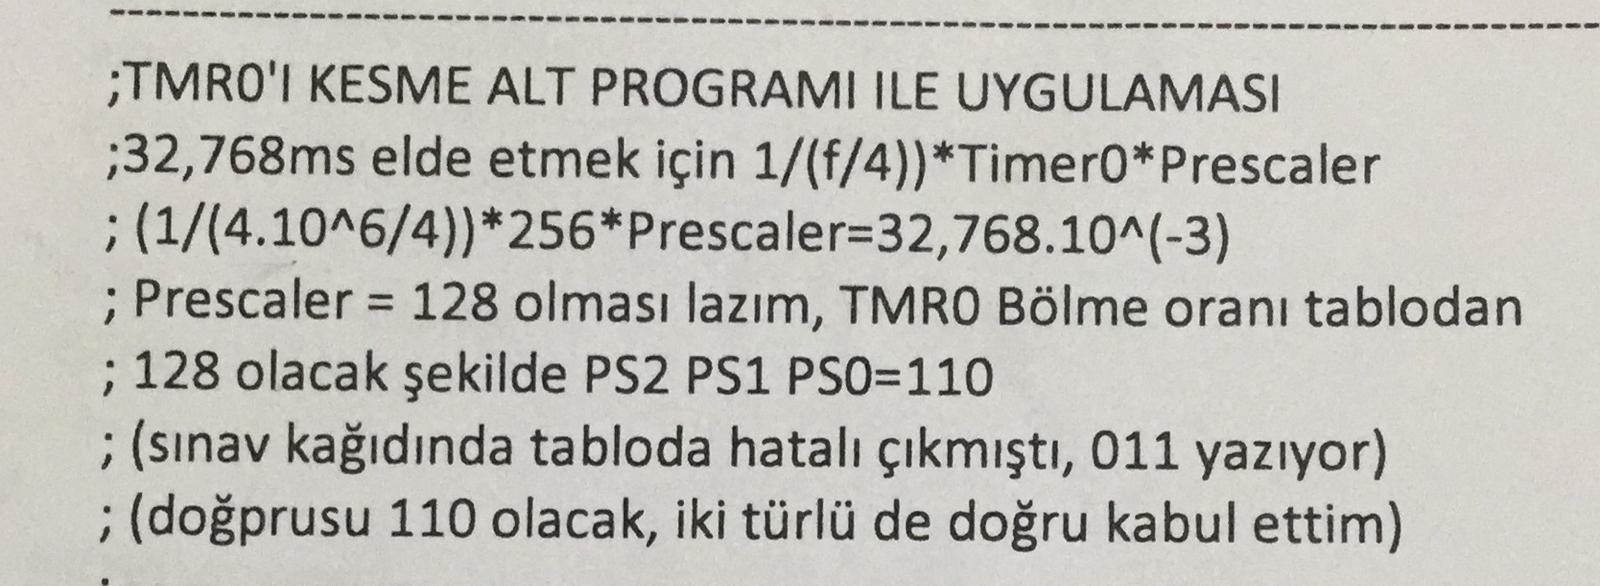 ;TMR0'I KESME ALT PROGRAMI ILE UYGULAMASI
;32,768ms elde etmek için 1/(f/4))*Timer0*Prescaler
; (1/(4.10^6/4))*256*Prescaler=32,768.10^(-3)
; Prescaler = 128 olması lazım, TMR0 Bölme oranı tablodan
; 128 olacak şekilde PS2 PS1 PS0=110
; (sınav kağıdında tabloda hatalı çıkmıştı, 011 yazıyor)
; (doğprusu 110 olacak, iki türlü de doğru kabul ettim)